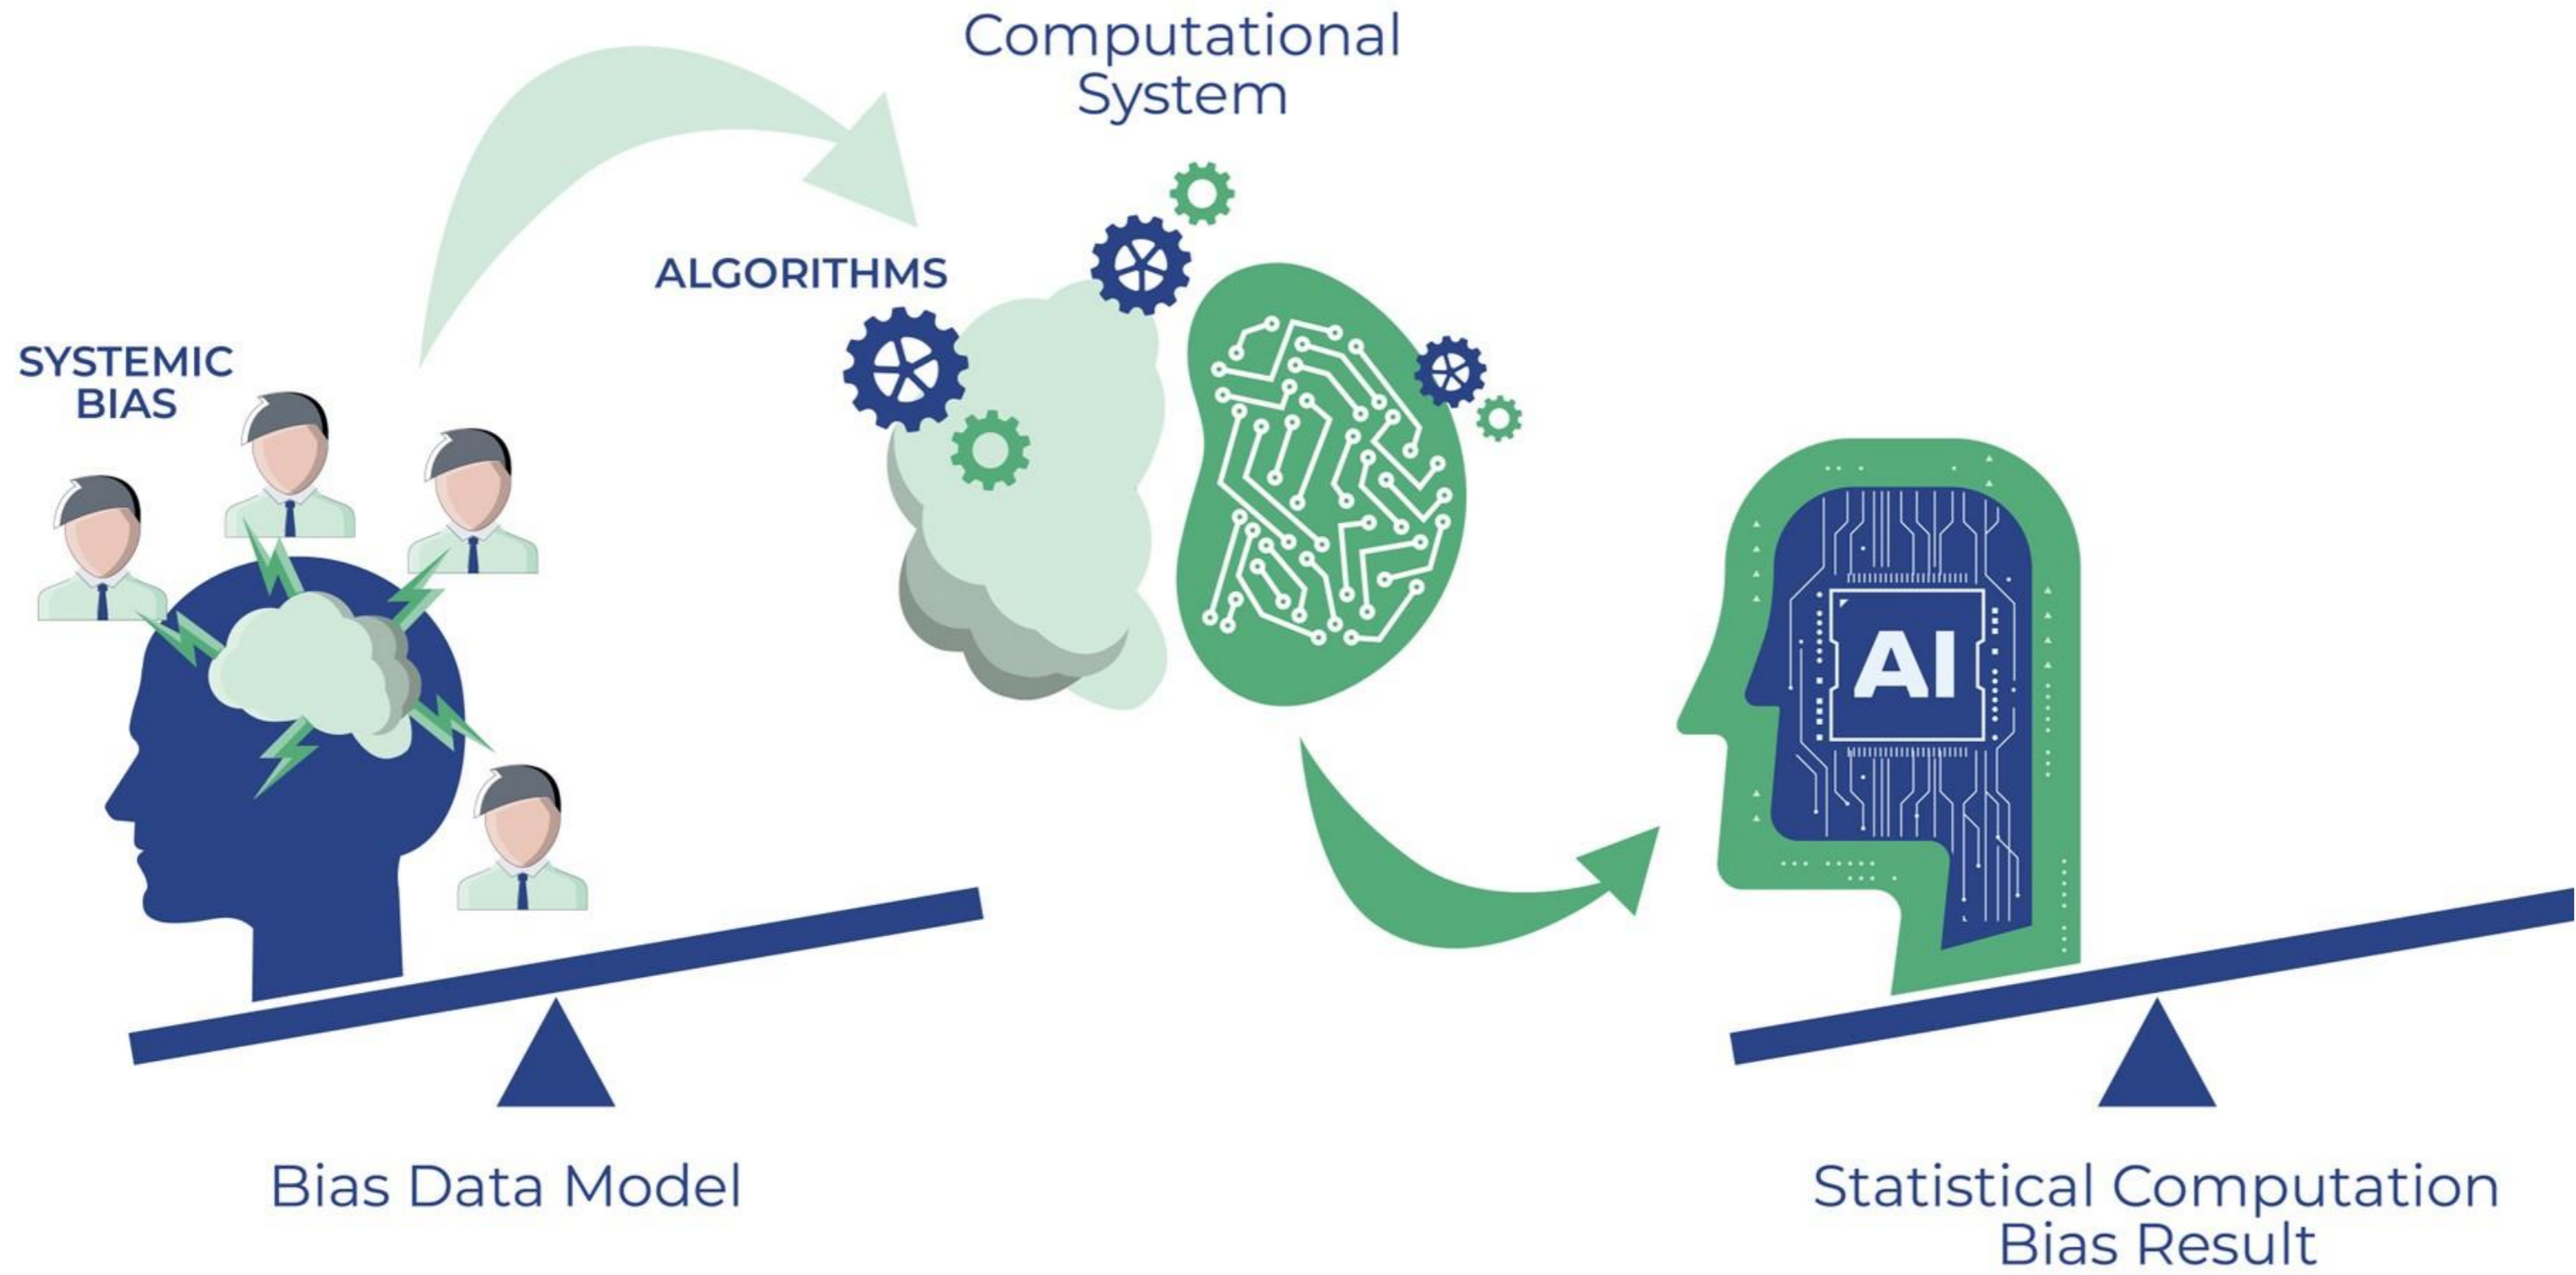 Computational
System
ALGORITHMS
SYSTEMIC
BIAS
AI
Bias Data Model
Statistical Computation
Bias Result